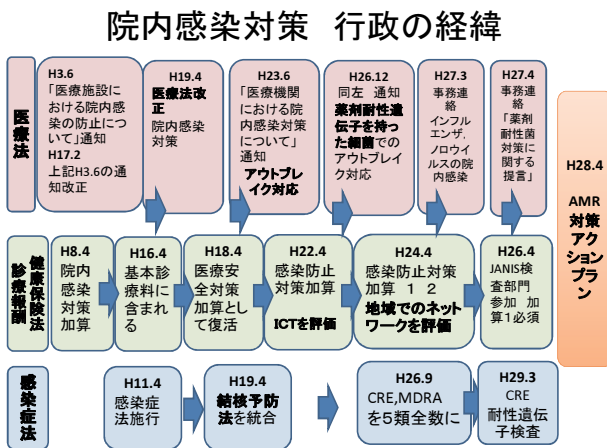 院内感染対策　行政の経緯
医療法
H3.6
「医療施設に
おける院内感
染の防止につ
いて」通知
H17.2
上記H3.6の通
知改正
H19.4
医療法改
正
院内感染
対策
H23.6
「医療機関
における院
内感染対策
について」
通知
アウトブレ
イク対応
H26.12
同左　通知
薬剤耐性遺
伝子を持っ
た細菌での
アウトブレイ
ク対応
H27.3
事務連絡
インフル
エンザ,
ノロウイ
ルスの院
内感染
H27.4
事務連
絡
「薬剤
耐性菌
対策に
関する
提言」
健康保険法
診療報酬
H8.4
院内
感染
対策
加算
H16.4
基本診
療料に
含まれ
る
H18.4
医療安
全対策
加算とし
て復活
H22.4
感染防止
対策加算
ICTを評価
H24.4
感染防止対策
加算　１　２
地域でのネット
ワークを評価
H26.4
JANIS検
査部門
参加　加
算１必須
感染症法
H11.4
感染症
法施行
H19.4
結核予防
法を統合
H26.9
CRE,MDRA
を５類全数に
H29.3
CRE
耐性遺伝
子検査
H28.4
AMR
対策
アク
ション
プラ
ン